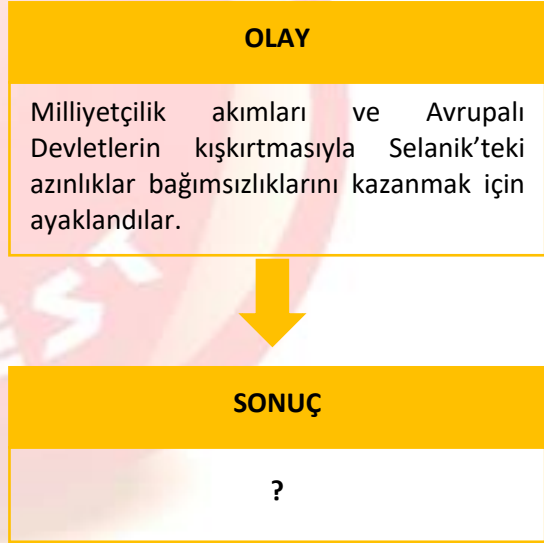 OLAY
Milliyetçilik akımları ve Avrupalı
Devletlerin kışkırtmasıyla Selanik’teki
azınlıklar bağımsızlıklarını kazanmak için
ayaklandılar.
SONUÇ
?